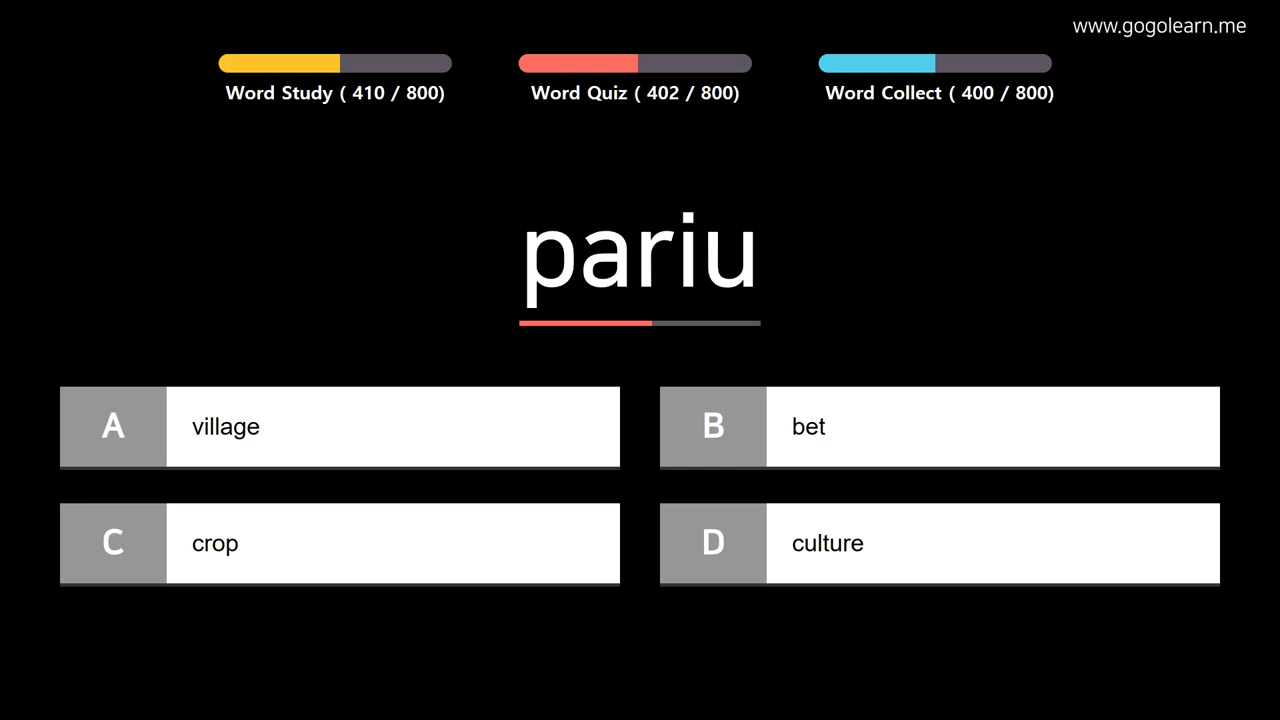 www.gogolearn.me
Word Study ( 410 / 800)
Word Quiz ( 402 / 800)
Word Collect ( 400 / 800)
pariu
A village
B bet
C crop
D culture